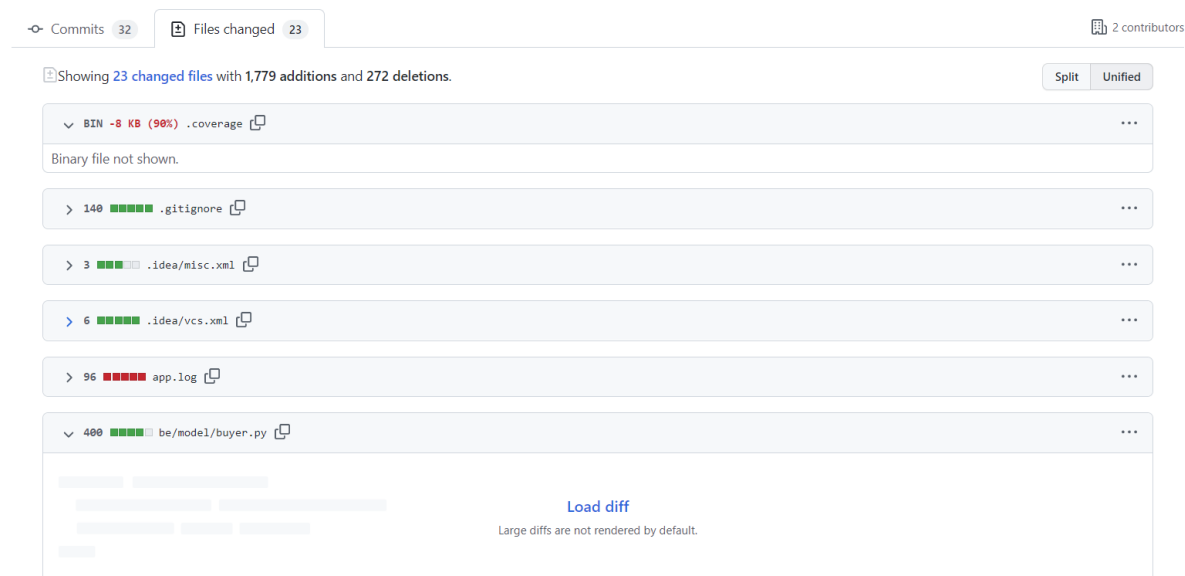 Commits 32 Files changed 23 2 contributors
Showing 23 changed files with 1,779 additions and 272 deletions. Split Unified
BIN -8 KB (90%) .coverage
Binary file not shown.
140 .gitignore
3 .idea/misc.xml
6 .idea/vcs.xml
96 app.log
400 be/model/buyer.py
Load diff
Large diffs are not rendered by default.